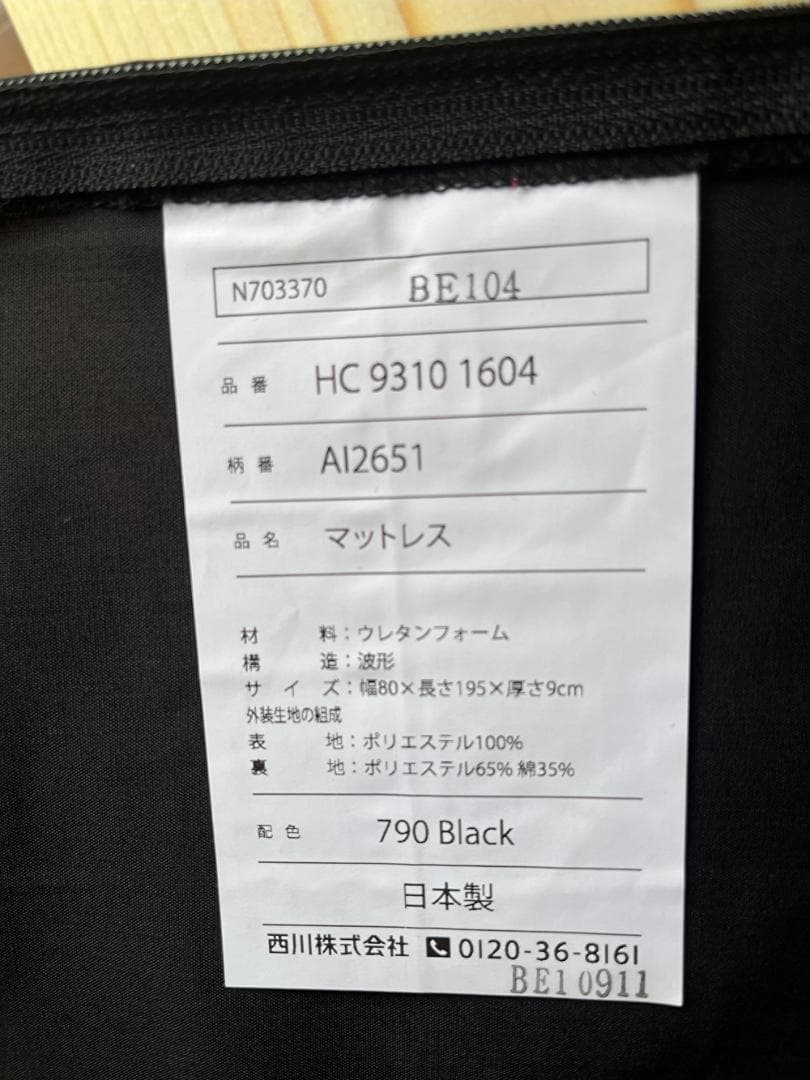 N703370 BE104
品番 HC 9310 1604
柄番 AI2651
品名 マットレス
材料：ウレタンフォーム
構造：波形
サイズ：幅80×長さ195×厚さ9cm
外装生地の組成
表地：ポリエステル100%
裏地：ポリエステル65% 綿35%
配色 790 Black
日本製
西川株式会社 0120-36-8161
BE10911